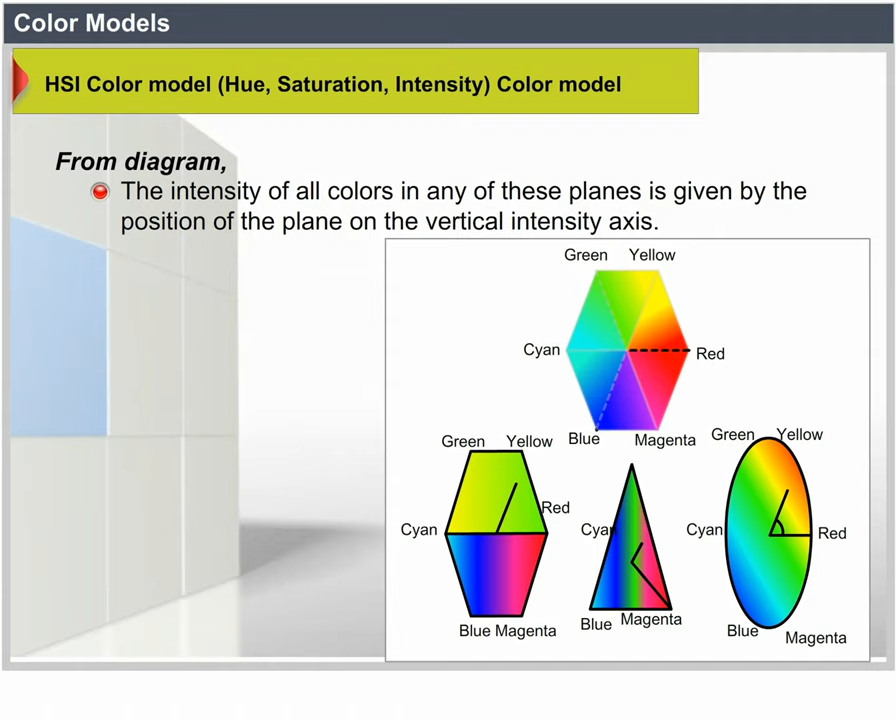 Color Models
HSI Color model (Hue, Saturation, Intensity) Color model
From diagram,
The intensity of all colors in any of these planes is given by the
position of the plane on the vertical intensity axis.
Green Yellow
Cyan Red
Blue Magenta
Green Yellow
Cyan Red
Blue Magenta
Cyan
Blue Magenta
Green Yellow
Cyan Red
Blue Magenta